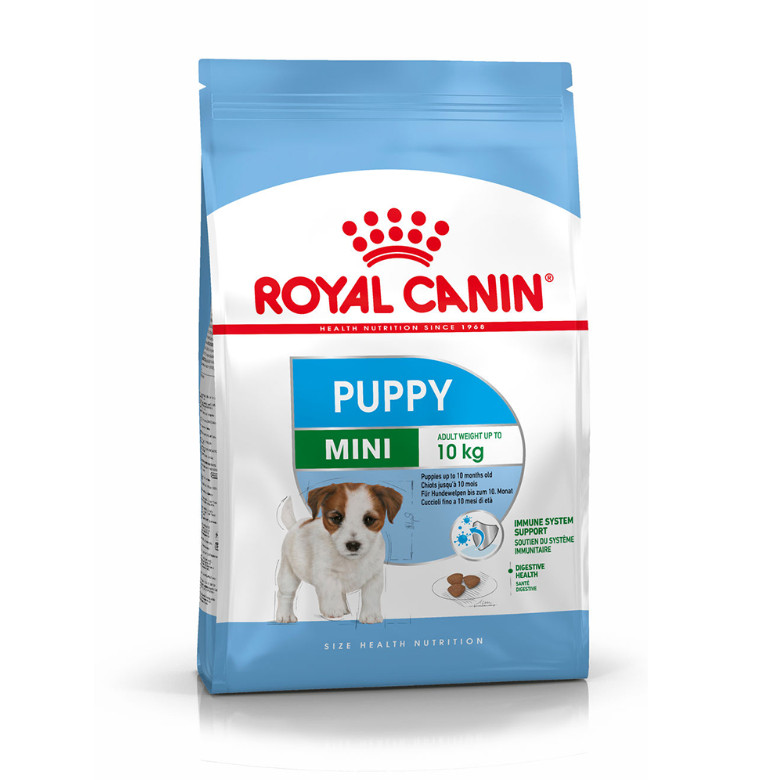 ROYAL CANIN®
HEALTH NUTRITION SINCE 1968
PUPPY
MINI
ADULT WEIGHT UP TO
10 kg
Puppies up to 10 months old
Chiots jusqu'à 10 mois
Für Hundewelpen bis zum 10. Monat
Cuccioli fino a 10 mesi di età
IMMUNE SYSTEM
SUPPORT
SOUTIEN DU SYSTÈME
IMMUNITAIRE
DIGESTIVE
HEALTH
SANTÉ
DIGESTIVE
SIZE HEALTH NUTRITION